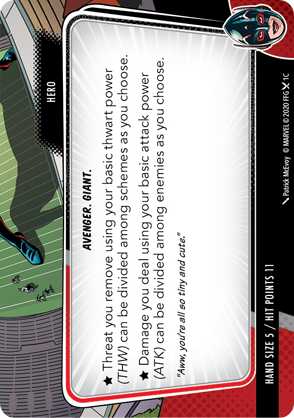 HERO
AVENGER. GIANT.
★ Threat you remove using your basic thwart power
(THW) can be divided among schemes as you choose.
★ Damage you deal using your basic attack power
(ATK) can be divided among enemies as you choose.
"Aww, you're all so tiny and cute."
HAND SIZE 5 / HIT POINTS 11
Patrick McEvoy © MARVEL © 2020 FFG 1C